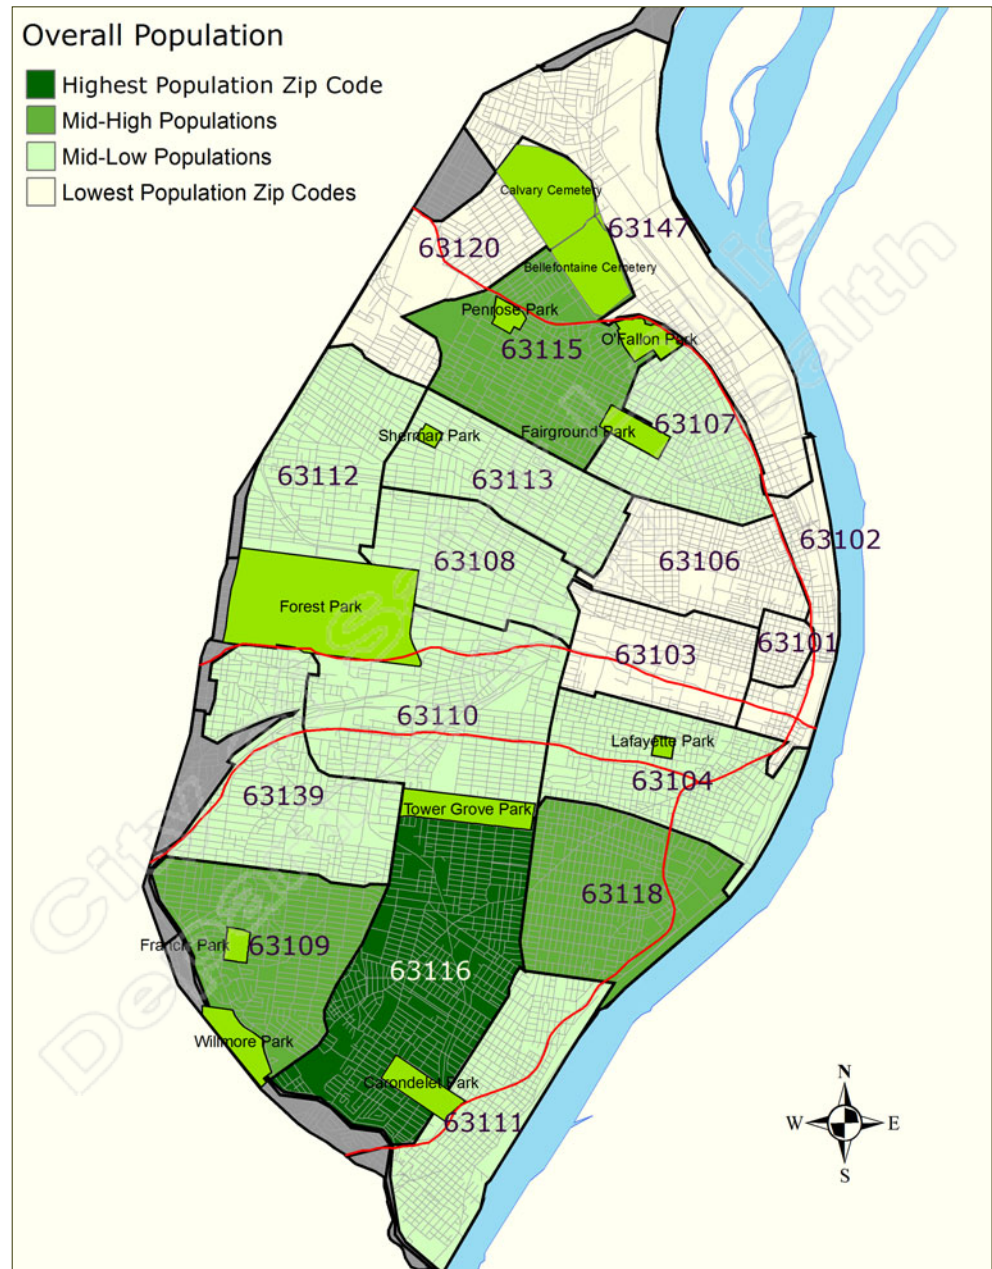 Overall Population
Highest Population Zip Code
Mid-High Populations
Mid-Low Populations
Lowest Population Zip Codes
Calvary Cemetery
63147
63120
Bellefontaine Cemetery
Penrose Park
O'Fallon Park
63115
63107
Fairground Park
Sherman Park
63112
63113
63102
63108
63106
Forest Park
63101
63103
63110
Lafayette Park
63104
63139
Tower Grove Park
63118
Francis Park
63109
63116
Willmore Park
Carondelet Park
63111
N
W
E
S